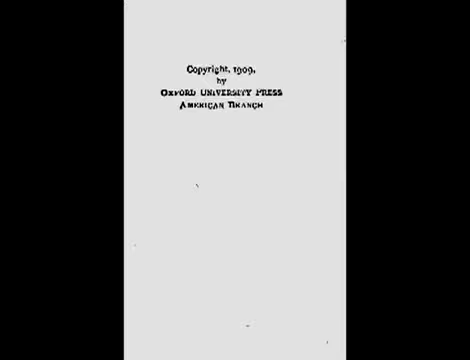 Copyright, 1909,
by
OXFORD UNIVERSITY PRESS
AMERICAN BRANCH